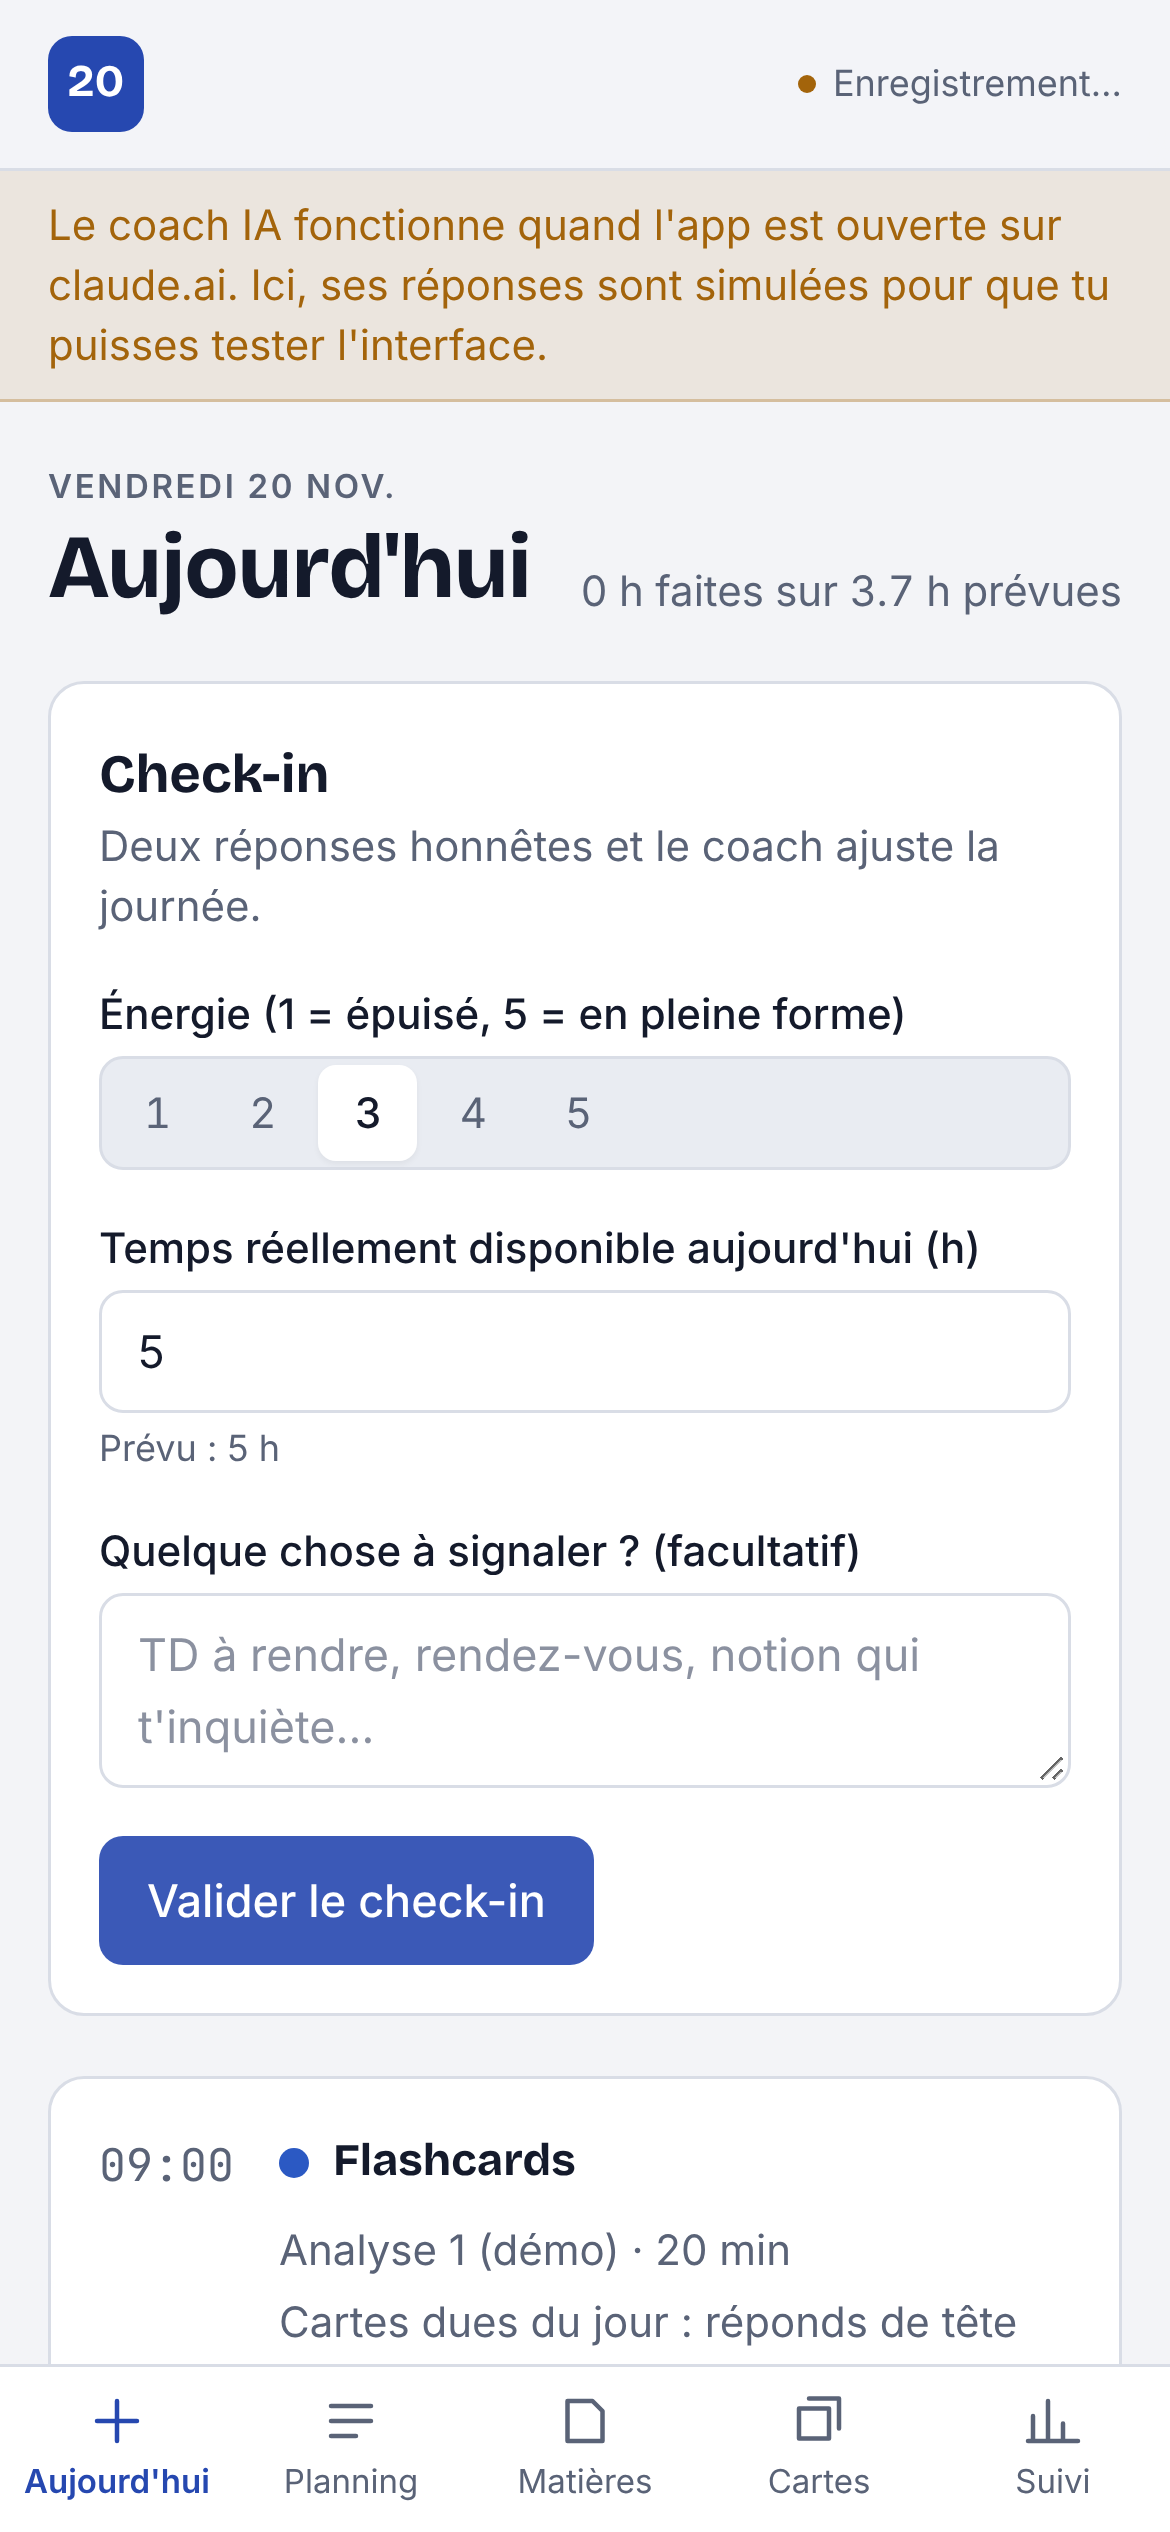 20
Enregistrement...
Le coach IA fonctionne quand l'app est ouverte sur
claude.ai. Ici, ses réponses sont simulées pour que tu
puisses tester l'interface.
VENDREDI 20 NOV.
Aujourd'hui
0 h faites sur 3.7 h prévues
Check-in
Deux réponses honnêtes et le coach ajuste la
journée.
Énergie (1 = épuisé, 5 = en pleine forme)
1 2 3 4 5
Temps réellement disponible aujourd'hui (h)
5
Prévu : 5 h
Quelque chose à signaler ? (facultatif)
TD à rendre, rendez-vous, notion qui
t'inquiète...
Valider le check-in
09:00 Flashcards
Analyse 1 (démo) · 20 min
Cartes dues du jour : réponds de tête
Aujourd'hui Planning Matières Cartes Suivi